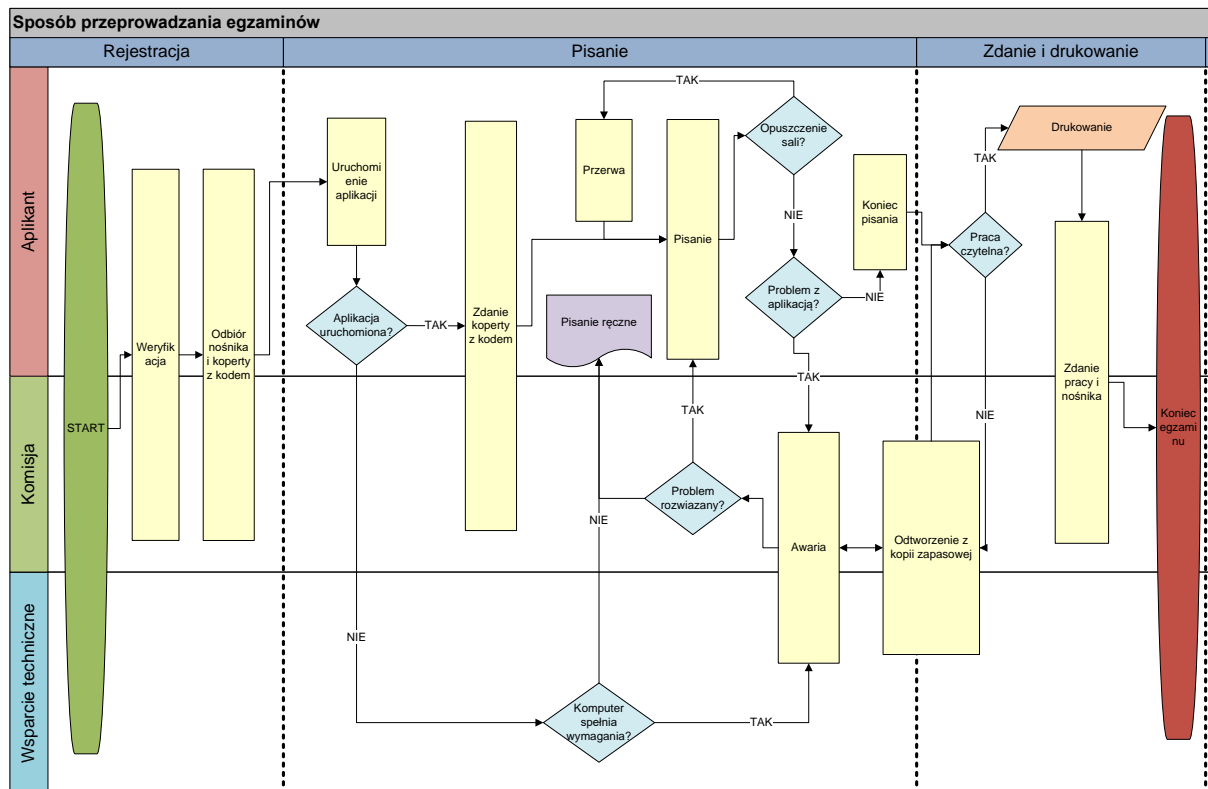 Sposób przeprowadzania egzaminów
Rejestracja
Pisanie
Zdanie i drukowanie
Aplikant
Komisja
Wsparcie techniczne
START
Weryfik
acja
Odbiór
nośnika
i koperty
z kodem
Uruchom
ienie
aplikacji
Aplikacja
uruchomiona?
TAK
NIE
Zdanie
koperty
z kodem
TAK
Przerwa
Pisanie
Opuszczenie
sali?
NIE
Problem z
aplikacją?
NIE
TAK
Koniec
pisania
Pisanie ręczne
TAK
Problem
rozwiazany?
NIE
Awaria
Komputer
spełnia
wymagania?
TAK
Odtworzenie z
kopii zapasowej
Praca
czytelna?
TAK
NIE
Drukowanie
Zdanie
pracy i
nośnika
Koniec
egzami
nu